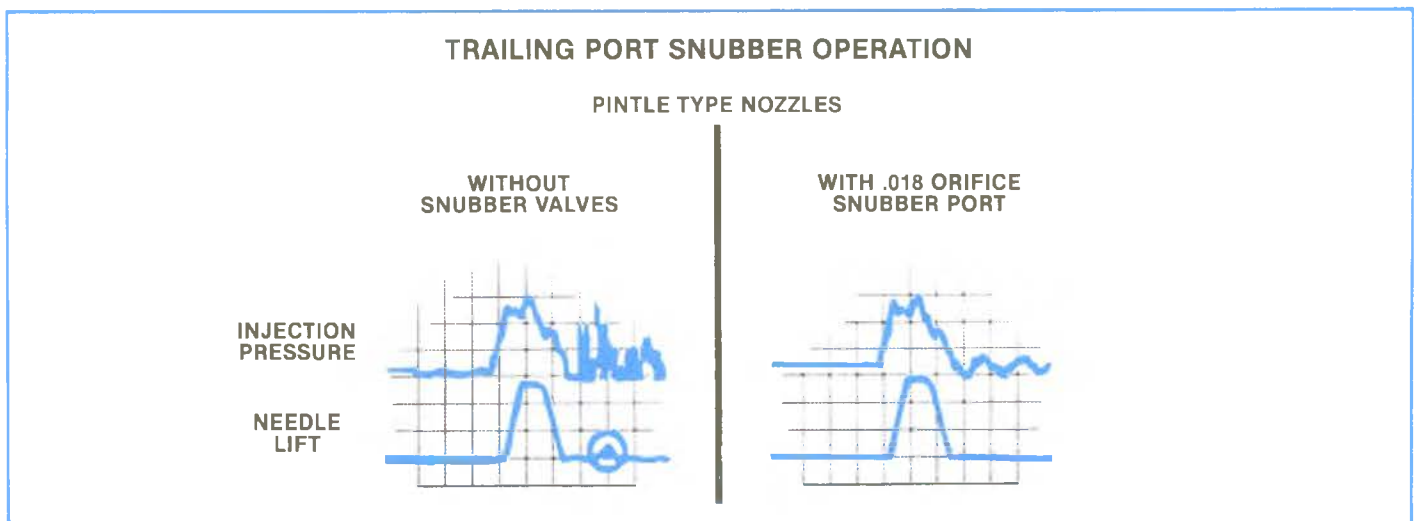 TRAILING PORT SNUBBER OPERATION
PINTLE TYPE NOZZLES
WITHOUT
SNUBBER VALVES
WITH .018 ORIFICE
SNUBBER PORT
INJECTION
PRESSURE
NEEDLE
LIFT